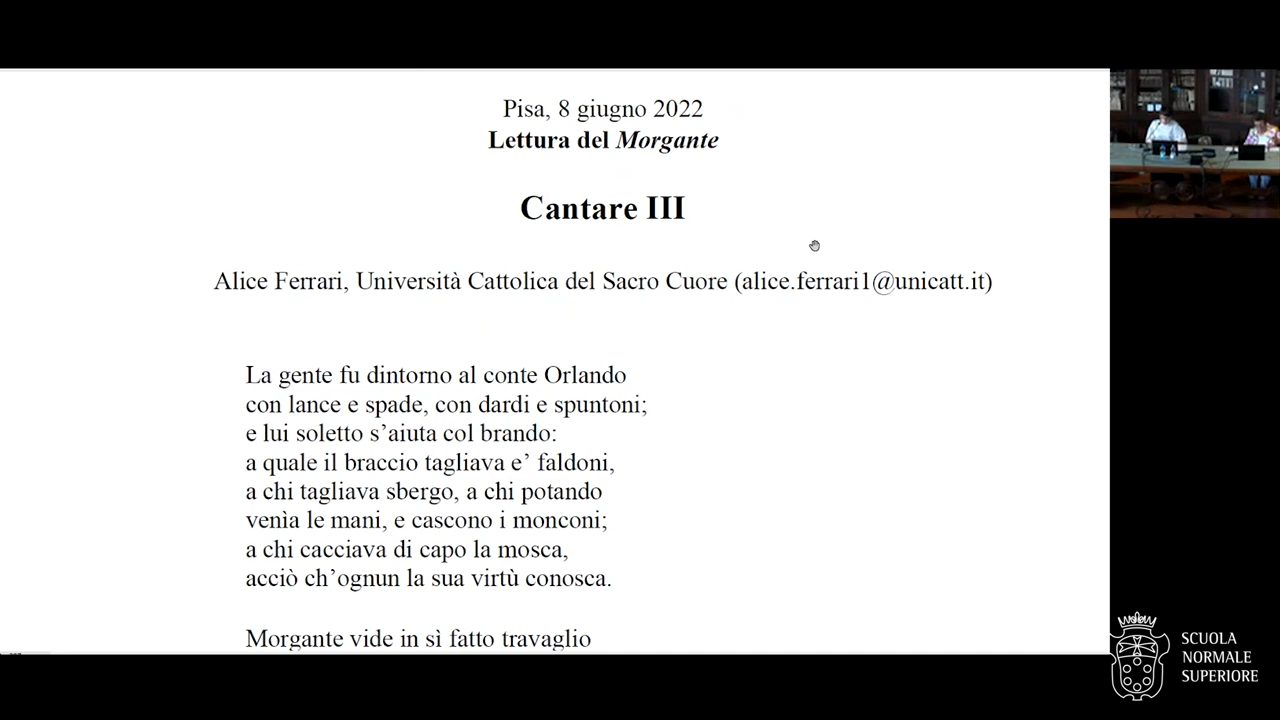 Pisa, 8 giugno 2022
Lettura del Morgante
Cantare III
Alice Ferrari, Università Cattolica del Sacro Cuore (alice.ferrari1@unicatt.it)
La gente fu dintorno al conte Orlando
con lance e spade, con dardi e spuntoni;
e lui soletto s’aiuta col brando:
a quale il braccio tagliava e’ faldoni,
a chi tagliava sbergo, a chi potando
venìa le mani, e cascono i monconi;
a chi cacciava di capo la mosca,
acciò ch’ognun la sua virtù conosca.
Morgante vide in sì fatto travaglio
SCUOLA
NORMALE
SUPERIORE